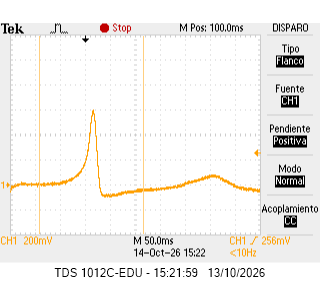 Tek Stop M Pos: 100.0ms DISPARO
Tipo
Flanco
Fuente
CH1
Pendiente
Positiva
Modo
Normal
Acoplamiento
CC
1
CH1 200mV M 50.0ms CH1 256mV
14-Oct-26 15:22 <10Hz
TDS 1012C-EDU - 15:21:59 13/10/2026